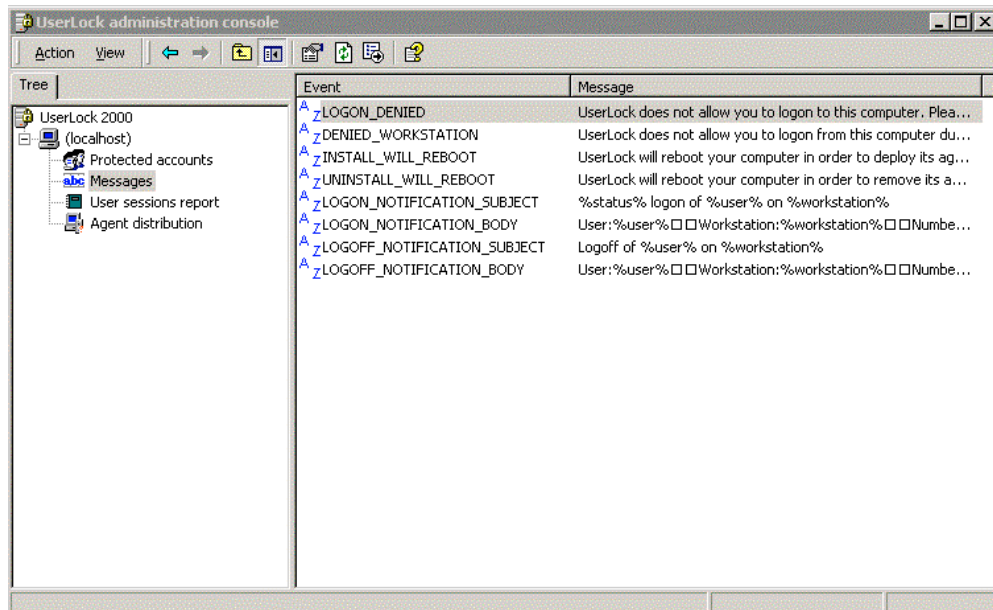 UserLock administration console
Action View
Tree
UserLock 2000
(localhost)
Protected accounts
abc Messages
User sessions report
Agent distribution
Event Message
LOGON_DENIED UserLock does not allow you to logon to this computer. Plea...
DENIED_WORKSTATION UserLock does not allow you to logon from this computer du...
INSTALL_WILL_REBOOT UserLock will reboot your computer in order to deploy its ag...
UNINSTALL_WILL_REBOOT UserLock will reboot your computer in order to remove its a...
LOGON_NOTIFICATION_SUBJECT %status% logon of %user% on %workstation%
LOGON_NOTIFICATION_BODY User:%user%□□Workstation:%workstation%□□Numbe...
LOGOFF_NOTIFICATION_SUBJECT Logoff of %user% on %workstation%
LOGOFF_NOTIFICATION_BODY User:%user%□□Workstation:%workstation%□□Numbe...